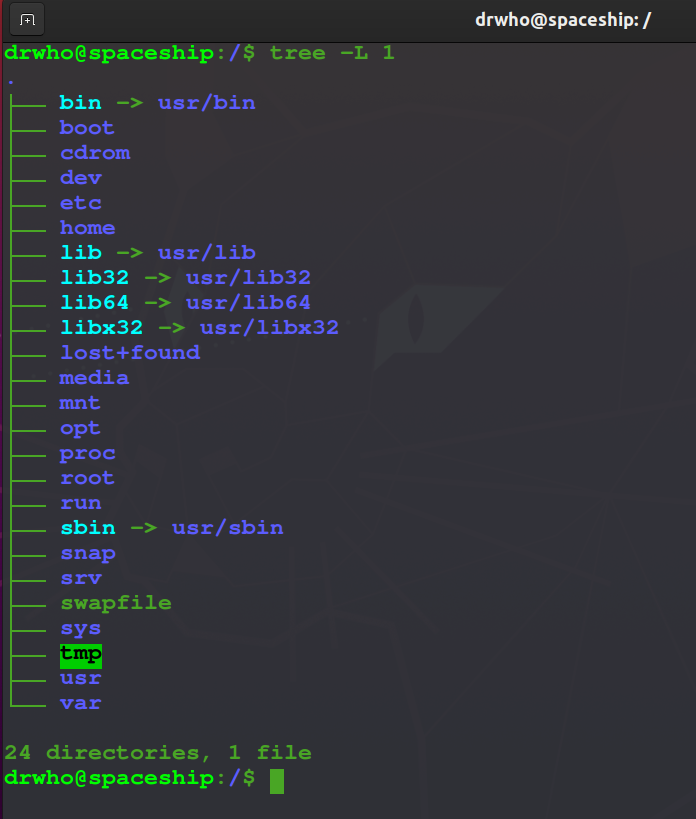 drwho@spaceship: /
drwho@spaceship:/$ tree -L 1
.
├── bin -> usr/bin
├── boot
├── cdrom
├── dev
├── etc
├── home
├── lib -> usr/lib
├── lib32 -> usr/lib32
├── lib64 -> usr/lib64
├── libx32 -> usr/libx32
├── lost+found
├── media
├── mnt
├── opt
├── proc
├── root
├── run
├── sbin -> usr/sbin
├── snap
├── srv
├── swapfile
├── sys
├── tmp
├── usr
└── var
24 directories, 1 file
drwho@spaceship:/$